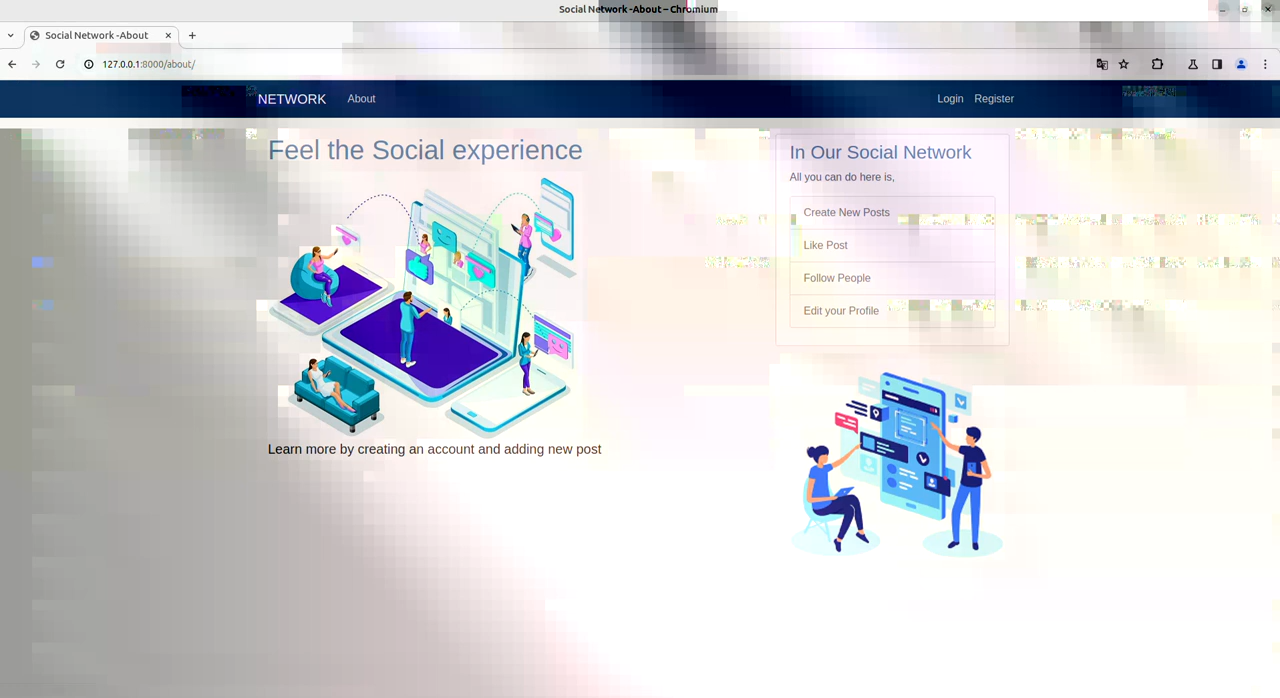 Social Network -About – Chromium
Social Network -About
127.0.0.1:8000/about/
NETWORK About Login Register
Feel the Social experience
In Our Social Network
All you can do here is,
Create New Posts
Like Post
Follow People
Edit your Profile
Learn more by creating an account and adding new post